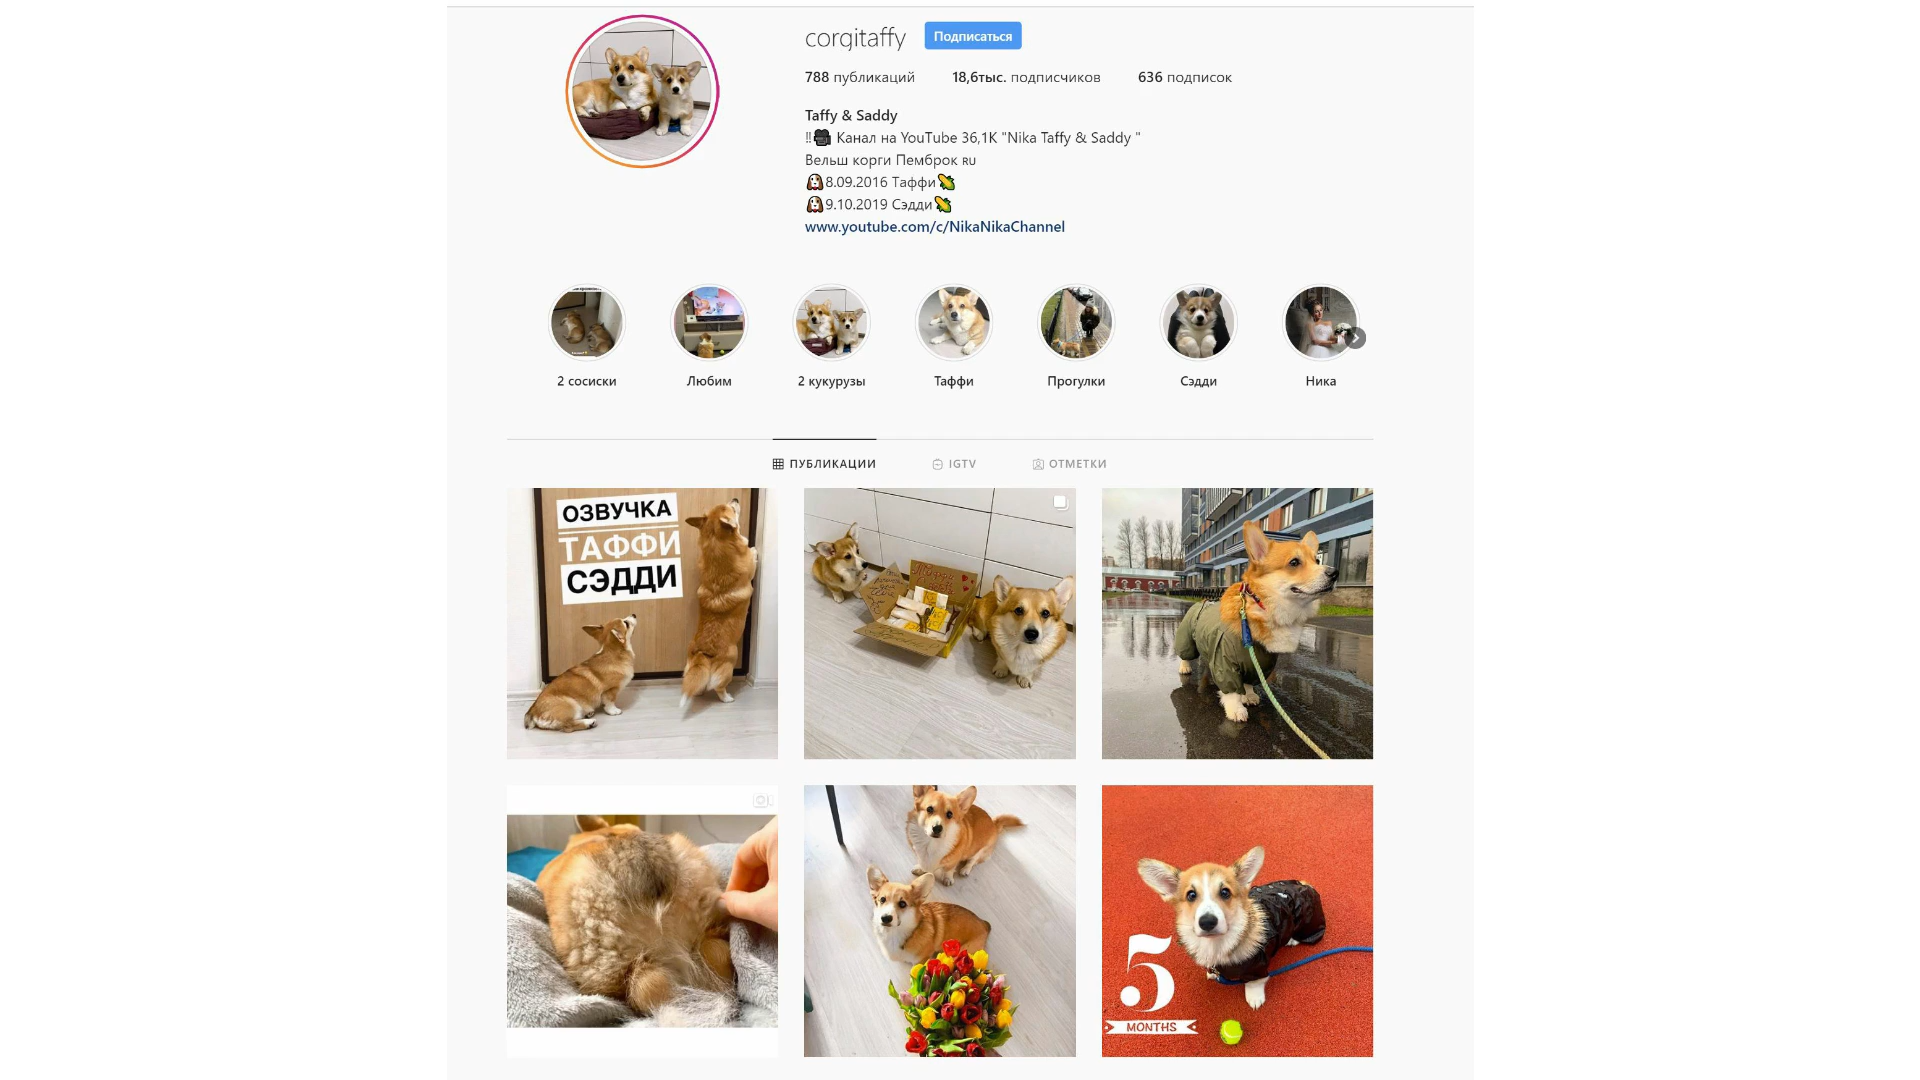 corgitaffy Подписаться
788 публикаций 18,6тыс. подписчиков 636 подписок
Taffy & Saddy
‼ Канал на YouTube 36,1К "Nika Taffy & Saddy "
Вельш корги Пемброк RU
8.09.2016 Таффи
9.10.2019 Сэдди
www.youtube.com/c/NikaNikaChannel
2 сосиски Любим 2 кукурузы Таффи Прогулки Сэдди Ника
ПУБЛИКАЦИИ IGTV ОТМЕТКИ
ОЗВУЧКА
ТАФФИ
СЭДДИ
5
MONTHS